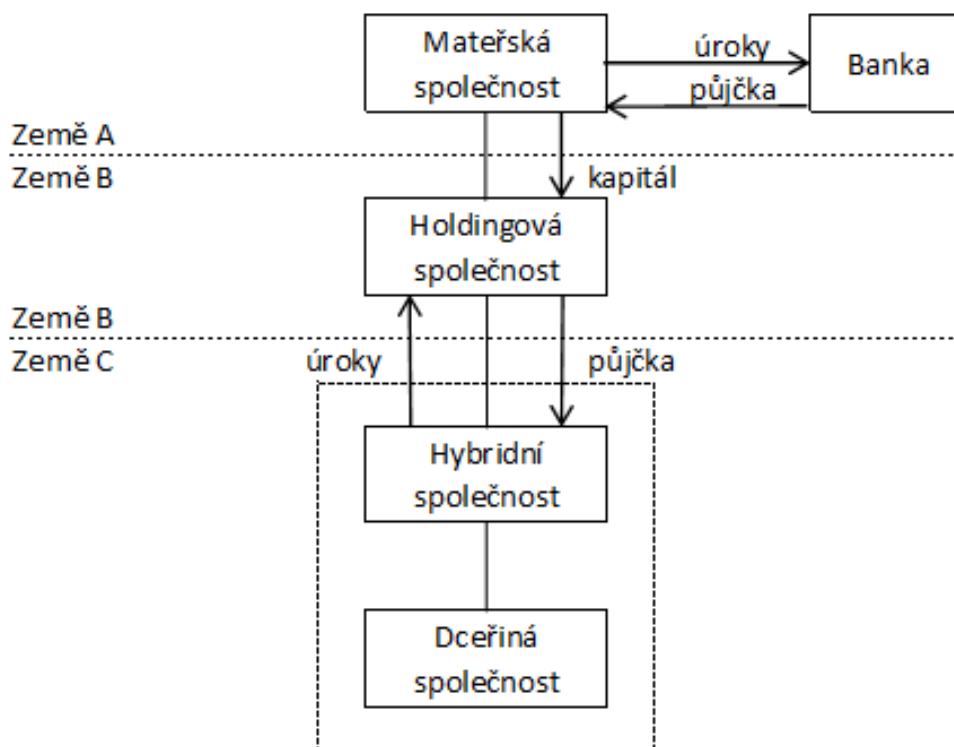 Mateřská
společnost
úroky
půjčka
Banka
Země A
Země B
kapitál
Holdingová
společnost
Země B
Země C
úroky
půjčka
Hybridní
společnost
Dceřiná
společnost